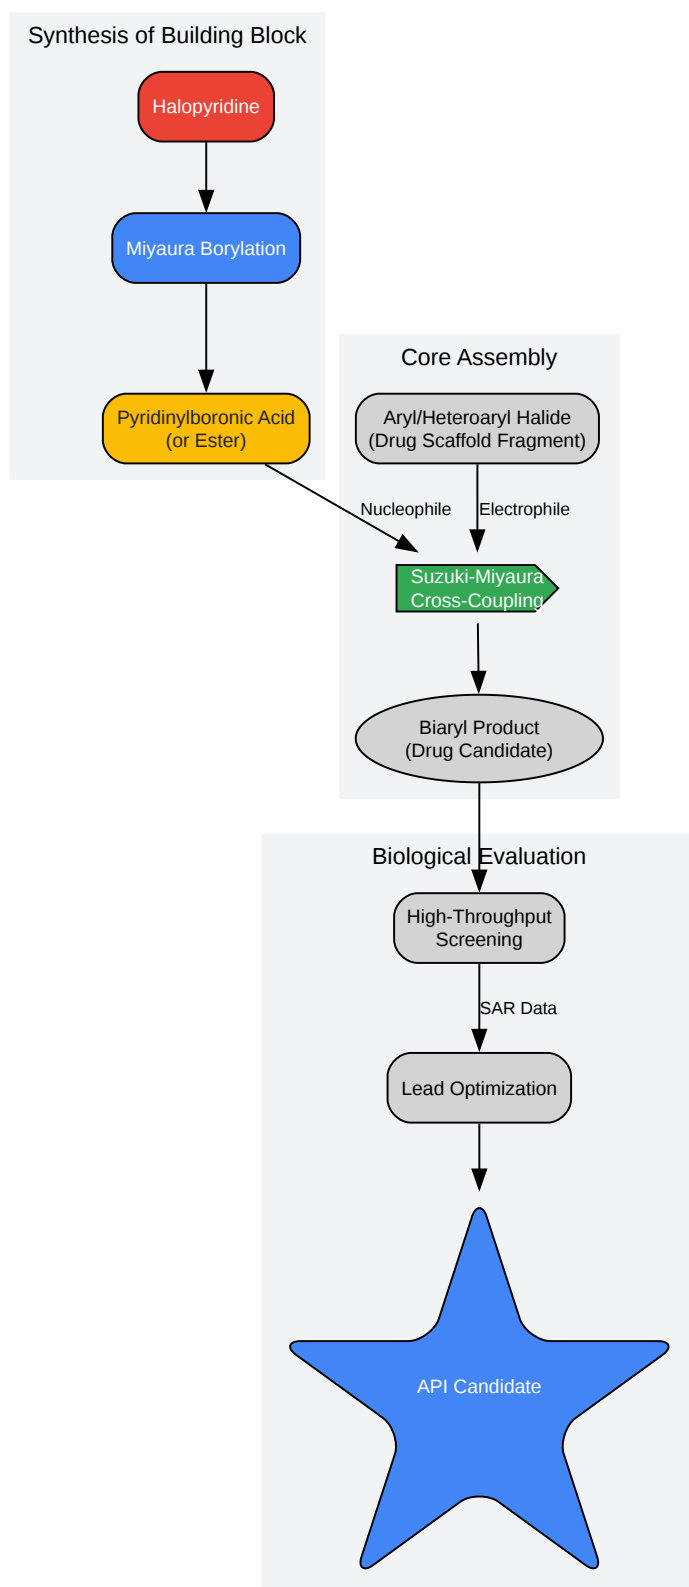 Synthesis of Building Block
Halopyridine
Miyaura Borylation
Pyridinylboronic Acid
(or Ester)
Core Assembly
Aryl/Heteroaryl Halide
(Drug Scaffold Fragment)
Nucleophile
Electrophile
Suzuki-Miyaura
Cross-Coupling
Biaryl Product
(Drug Candidate)
Biological Evaluation
High-Throughput
Screening
SAR Data
Lead Optimization
API Candidate